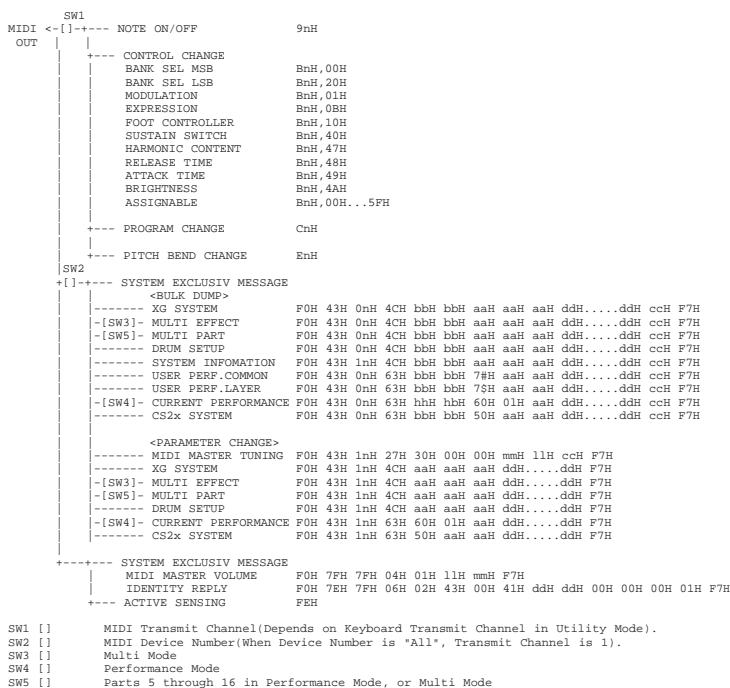 SW1
MIDI <-[]-+--- NOTE ON/OFF 9nH
OUT | |
| +--- CONTROL CHANGE
| | BANK SEL MSB BnH,00H
| | BANK SEL LSB BnH,20H
| | MODULATION BnH,01H
| | EXPRESSION BnH,0BH
| | FOOT CONTROLLER BnH,10H
| | SUSTAIN SWITCH BnH,40H
| | HARMONIC CONTENT BnH,47H
| | RELEASE TIME BnH,48H
| | ATTACK TIME BnH,49H
| | BRIGHTNESS BnH,4AH
| | ASSIGNABLE BnH,00H...5FH
| |
| +--- PROGRAM CHANGE CnH
| |
| +--- PITCH BEND CHANGE EnH
|SW2
+[]-+--- SYSTEM EXCLUSIV MESSAGE
| | <BULK DUMP>
| |------- XG SYSTEM F0H 43H 0nH 4CH bbH bbH aaH aaH aaH ddH.....ddH ccH F7H
| |-[SW3]- MULTI EFFECT F0H 43H 0nH 4CH bbH bbH aaH aaH aaH ddH.....ddH ccH F7H
| |-[SW5]- MULTI PART F0H 43H 0nH 4CH bbH bbH aaH aaH aaH ddH.....ddH ccH F7H
| |------- DRUM SETUP F0H 43H 0nH 4CH bbH bbH aaH aaH aaH ddH.....ddH ccH F7H
| |------- SYSTEM INFOMATION F0H 43H 1nH 4CH bbH bbH aaH aaH aaH ddH.....ddH ccH F7H
| |------- USER PERF.COMMON F0H 43H 0nH 63H bbH bbH 7#H aaH aaH ddH.....ddH ccH F7H
| |------- USER PERF.LAYER F0H 43H 0nH 63H bbH bbH 7$H aaH aaH ddH.....ddH ccH F7H
| |-[SW4]- CURRENT PERFORMANCE F0H 43H 0nH 63H hhH hbH 60H 01H aaH ddH.....ddH ccH F7H
| |------- CS2x SYSTEM F0H 43H 0nH 63H bbH bbH 50H aaH aaH ddH.....ddH ccH F7H
| |
| | <PARAMETER CHANGE>
| |------- MIDI MASTER TUNING F0H 43H 1nH 27H 30H 00H 00H mmH llH ccH F7H
| |------- XG SYSTEM F0H 43H 1nH 4CH aaH aaH aaH ddH.....ddH F7H
| |-[SW3]- MULTI EFFECT F0H 43H 1nH 4CH aaH aaH aaH ddH.....ddH F7H
| |-[SW5]- MULTI PART F0H 43H 1nH 4CH aaH aaH aaH ddH.....ddH F7H
| |------- DRUM SETUP F0H 43H 1nH 4CH aaH aaH aaH ddH.....ddH F7H
| |-[SW4]- CURRENT PERFORMANCE F0H 43H 1nH 63H 60H 01H aaH ddH.....ddH F7H
| |------- CS2x SYSTEM F0H 43H 1nH 63H 50H aaH aaH ddH.....ddH F7H
|
+---+--- SYSTEM EXCLUSIV MESSAGE
| MIDI MASTER VOLUME F0H 7FH 7FH 04H 01H llH mmH F7H
| IDENTITY REPLY F0H 7EH 7FH 06H 02H 43H 00H 41H ddH ddH 00H 00H 00H 01H F7H
+--- ACTIVE SENSING FEH
SW1 [] MIDI Transmit Channel(Depends on Keyboard Transmit Channel in Utility Mode).
SW2 [] MIDI Device Number(When Device Number is "All", Transmit Channel is 1).
SW3 [] Multi Mode
SW4 [] Performance Mode
SW5 [] Parts 5 through 16 in Performance Mode, or Multi Mode